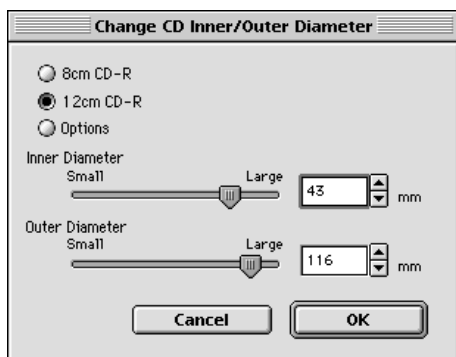 Change CD Inner/Outer Diameter
8cm CD-R
12cm CD-R
Options
Inner Diameter
Small Large
43 mm
Outer Diameter
Small Large
116 mm
Cancel OK